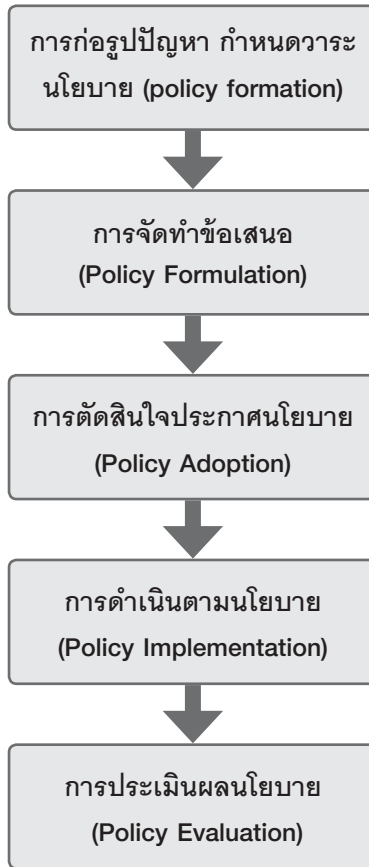 การก่อรูปปัญหา กำหนดวาระ
นโยบาย (policy formation)
การจัดทำข้อเสนอ
(Policy Formulation)
การตัดสินใจประกาศนโยบาย
(Policy Adoption)
การดำเนินตามนโยบาย
(Policy Implementation)
การประเมินผลนโยบาย
(Policy Evaluation)